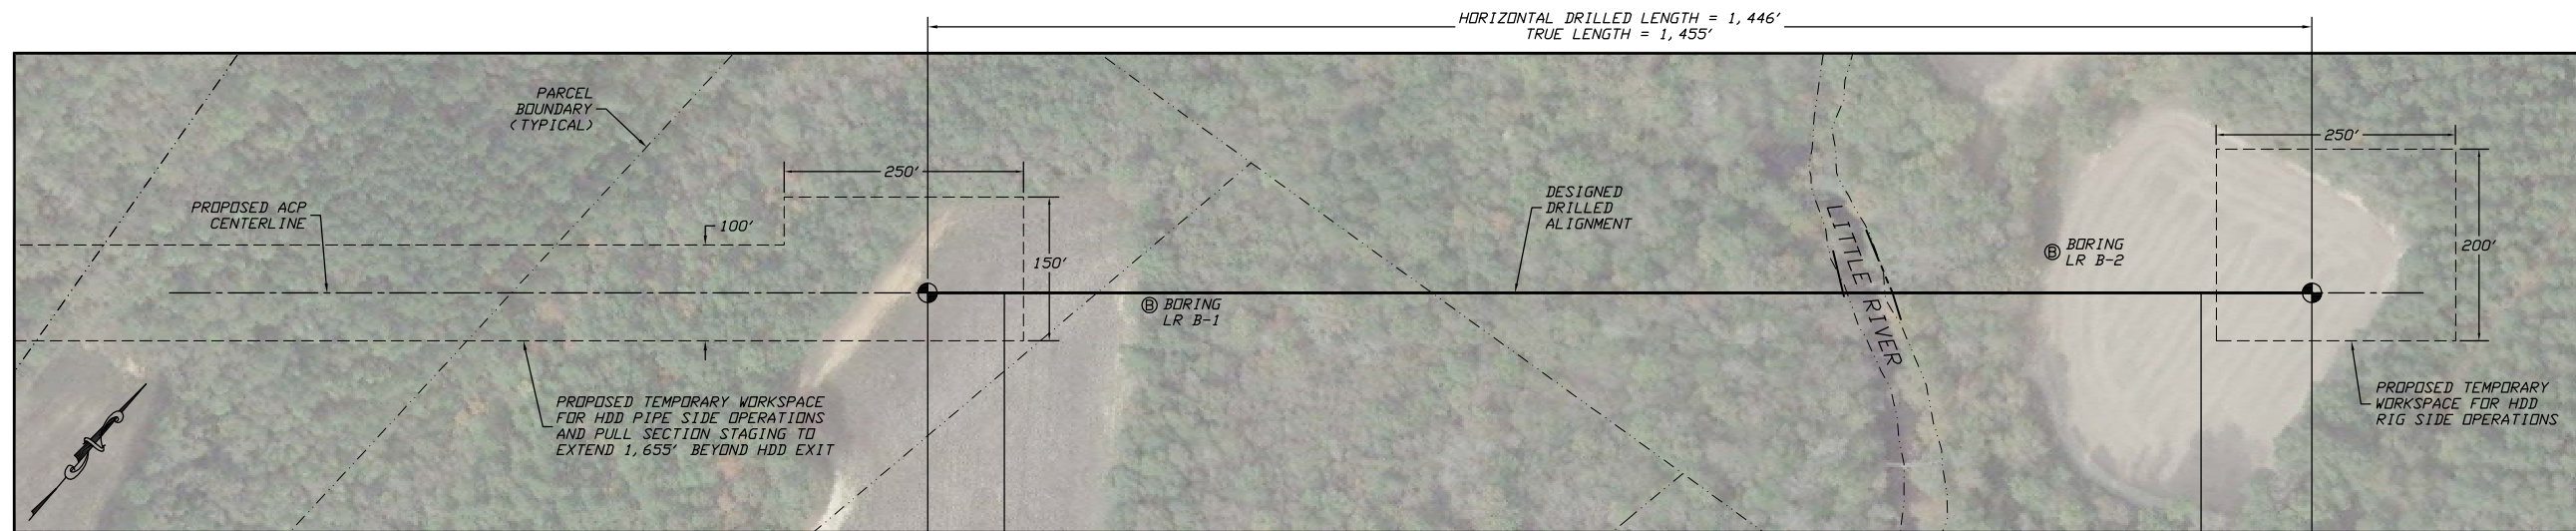 HORIZONTAL DRILLED LENGTH = 1,446'
TRUE LENGTH = 1,455'
PARCEL
BOUNDARY
(TYPICAL)
PROPOSED ACP
CENTERLINE
100'
250'
150'
BORING
LR B-1
B
DESIGNED
DRILLED
ALIGNMENT
LITTLE RIVER
B
BORING
LR B-2
250'
200'
PROPOSED TEMPORARY WORKSPACE
FOR HDD PIPE SIDE OPERATIONS
AND PULL SECTION STAGING TO
EXTEND 1,655' BEYOND HDD EXIT
PROPOSED TEMPORARY
WORKSPACE FOR HDD
RIG SIDE OPERATIONS